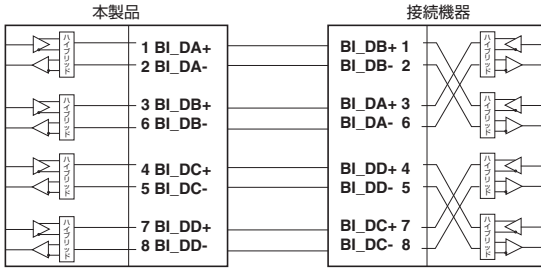 本製品
接続機器
ハイブリッド
1 BI_DA+
2 BI_DA-
ハイブリッド
3 BI_DB+
6 BI_DB-
ハイブリッド
4 BI_DC+
5 BI_DC-
ハイブリッド
7 BI_DD+
8 BI_DD-
BI_DB+ 1
BI_DB- 2
ハイブリッド
BI_DA+ 3
BI_DA- 6
ハイブリッド
BI_DD+ 4
BI_DD- 5
ハイブリッド
BI_DC+ 7
BI_DC- 8
ハイブリッド